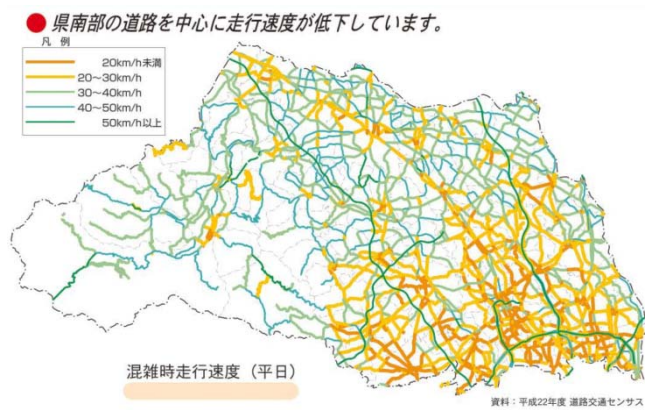 県南部の道路を中心に走行速度が低下しています。
凡 例
20km/h未満
20～30km/h
30～40km/h
40～50km/h
50km/h以上
混雑時走行速度（平日）
資料：平成22年度 道路交通センサス